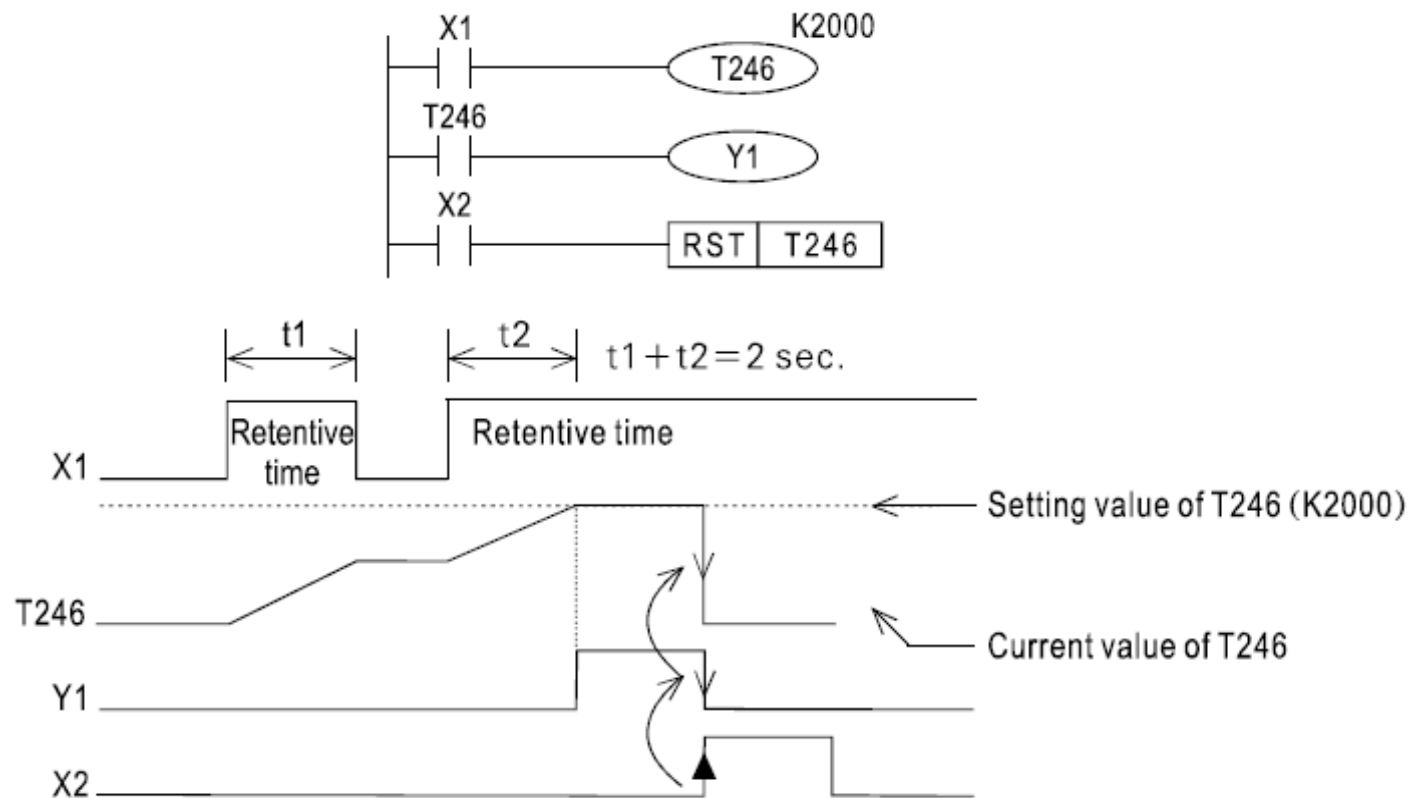 X1
K2000
T246
T246
Y1
X2
RST T246
t1
t2
t1+t2=2 sec.
X1
Retentive
time
Retentive time
Setting value of T246 (K2000)
T246
Current value of T246
Y1
X2